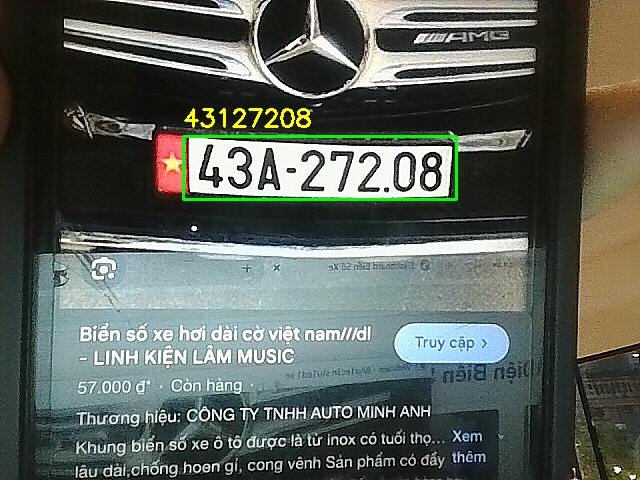 AMG
43127208
43A-272.08
Biển số xe hơi dài cờ việt nam///dl
- LINH KIỆN LÂM MUSIC
Truy cập >
57.000 ₫* · Còn hàng
Thương hiệu: CÔNG TY TNHH AUTO MINH ANH
Khung biển số xe ô tô được là từ inox có tuổi thọ...
lâu dài,chống hoen gỉ, cong vênh Sản phẩm có đầy
Xem
thêm